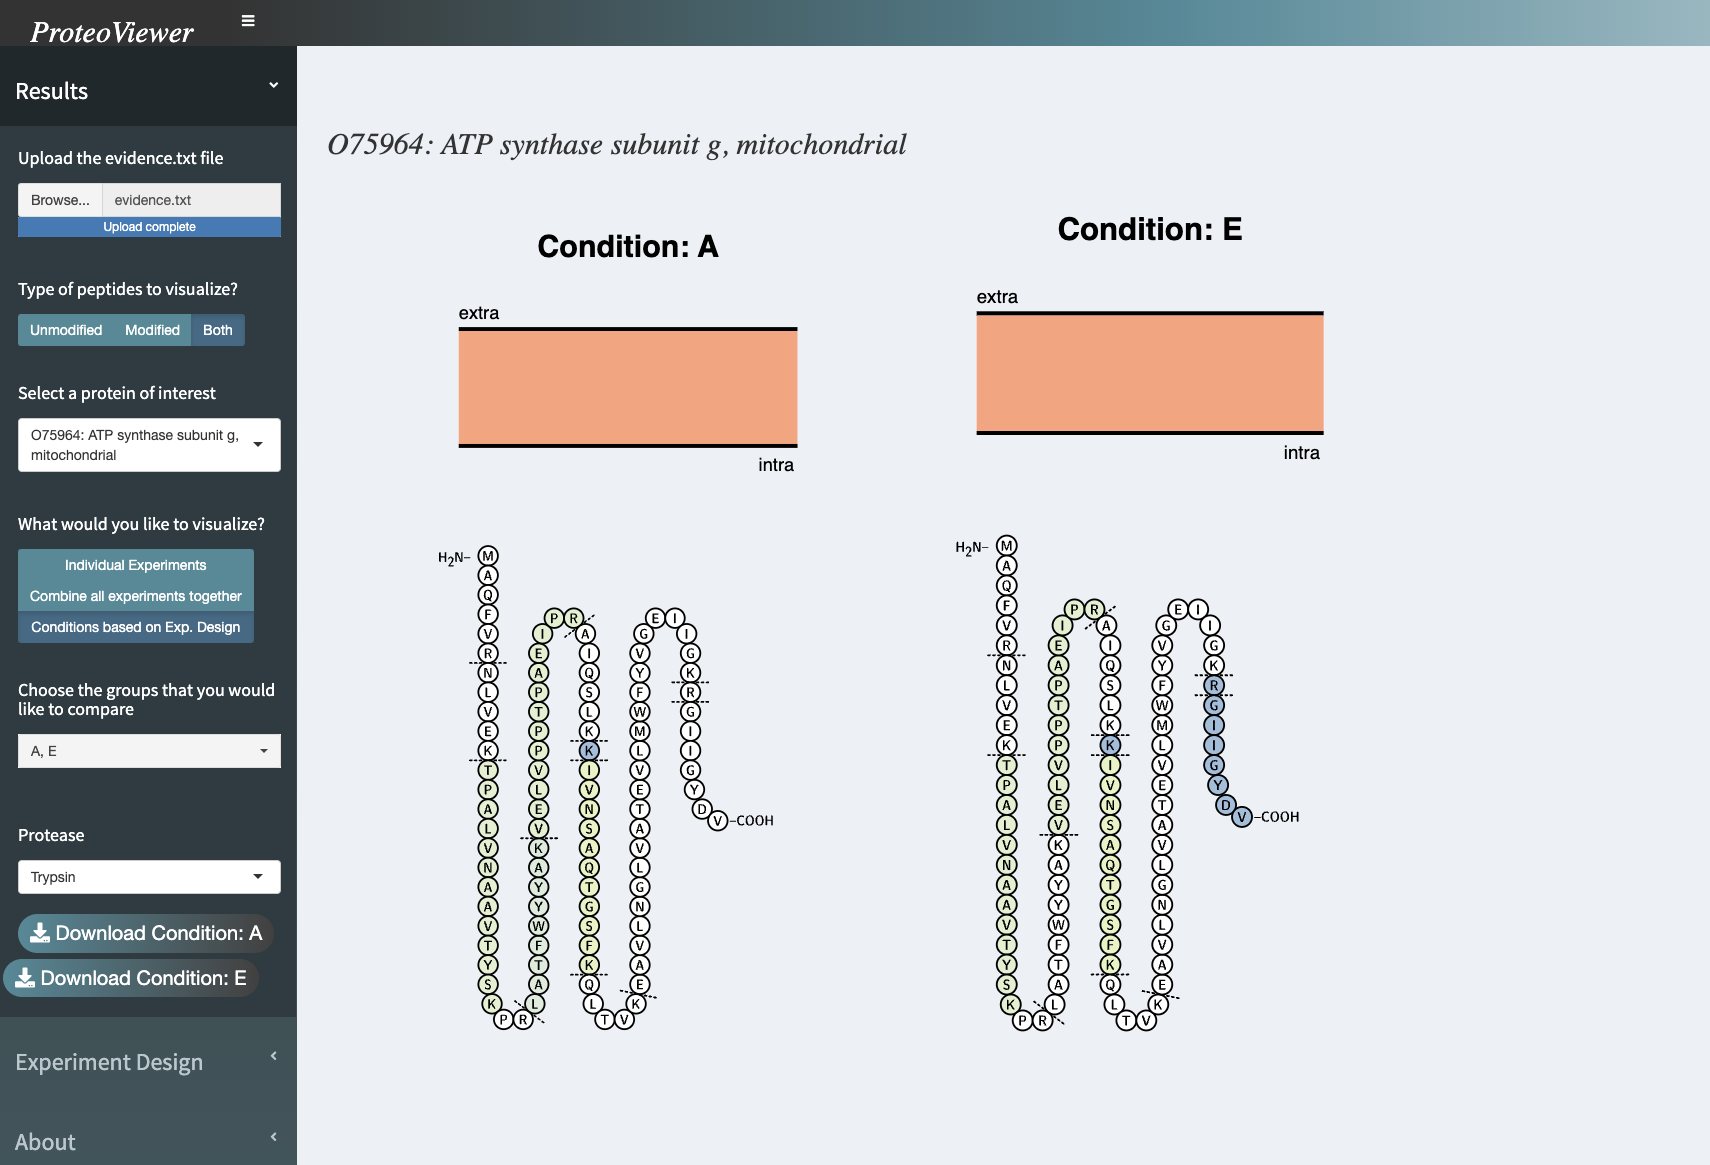 ProteoViewer
Results
Upload the evidence.txt file
Browse... evidence.txt
Upload complete
Type of peptides to visualize?
Unmodified Modified Both
Select a protein of interest
O75964: ATP synthase subunit g,
mitochondrial
What would you like to visualize?
Individual Experiments
Combine all experiments together
Conditions based on Exp. Design
Choose the groups that you would
like to compare
A, E
Protease
Trypsin
Download Condition: A
Download Condition: E
Experiment Design
About
O75964: ATP synthase subunit g, mitochondrial
Condition: A
extra
intra
H2N–
MAQFVRNLVEKTPALVNAAVTYSKPRLATFWYYAKVELVPPTPAEIPRAIQSLKKIVNSAQTGSFKQLTVKEAVLNGLVATEVLMWFYVGEIIGKRGIIGYDV
–COOH
Condition: E
extra
intra
H2N–
MAQFVRNLVEKTPALVNAAVTYSKPRLATFWYYAKVELVPPTPAEIPRAIQSLKKIVNSAQTGSFKQLTVKEAVLNGLVATEVLMWFYVGEIIGKRGIIGYDV
–COOH